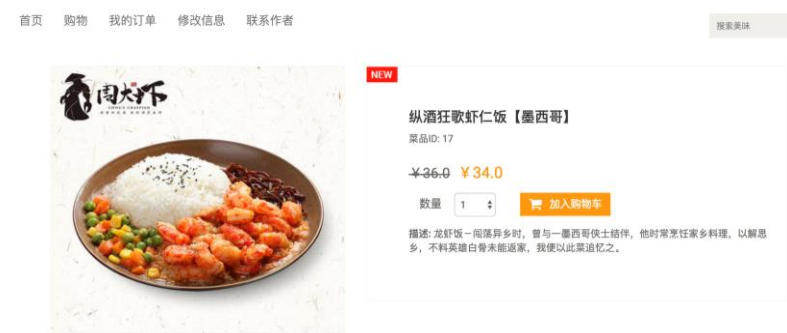 首页 购物 我的订单 修改信息 联系作者
搜索美味
NEW
周大虾
纵酒狂歌虾仁饭【墨西哥】
菜品ID: 17
￥36.0 ￥34.0
数量 1 加入购物车
描述: 龙虾饭－闯荡异乡时，曾与一墨西哥侠士结伴，他时常烹饪家乡料理，以解思
乡，不料英雄白骨未能返家，我便以此菜追忆之。